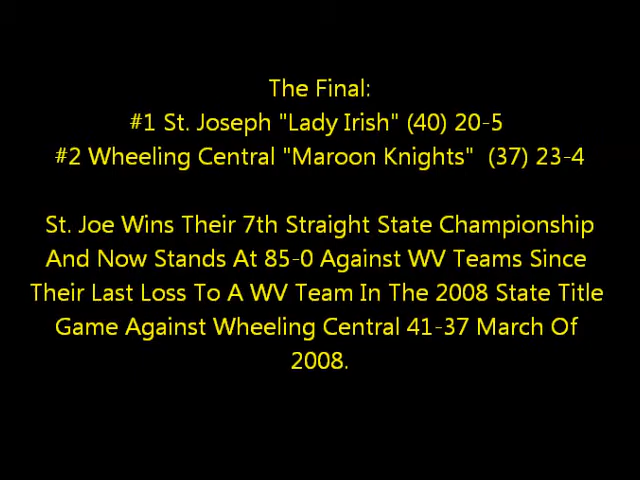 The Final:
#1 St. Joseph "Lady Irish" (40) 20-5
#2 Wheeling Central "Maroon Knights"  (37) 23-4
St. Joe Wins Their 7th Straight State Championship
And Now Stands At 85-0 Against WV Teams Since
Their Last Loss To A WV Team In The 2008 State Title
Game Against Wheeling Central 41-37 March Of
2008.